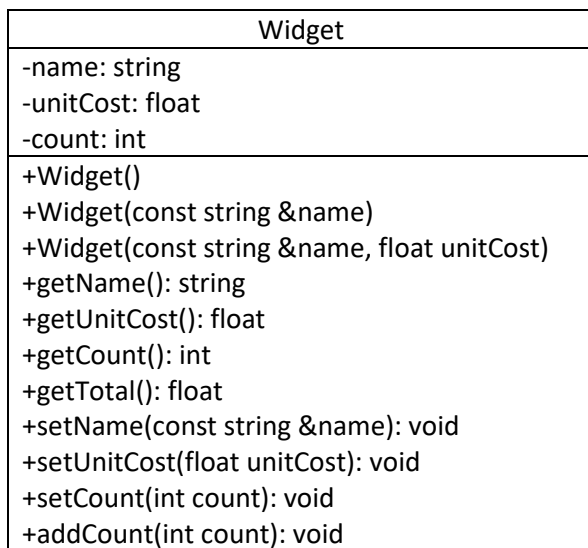 Widget
-name: string
-unitCost: float
-count: int
+Widget()
+Widget(const string &name)
+Widget(const string &name, float unitCost)
+getName(): string
+getUnitCost(): float
+getCount(): int
+getTotal(): float
+setName(const string &name): void
+setUnitCost(float unitCost): void
+setCount(int count): void
+addCount(int count): void